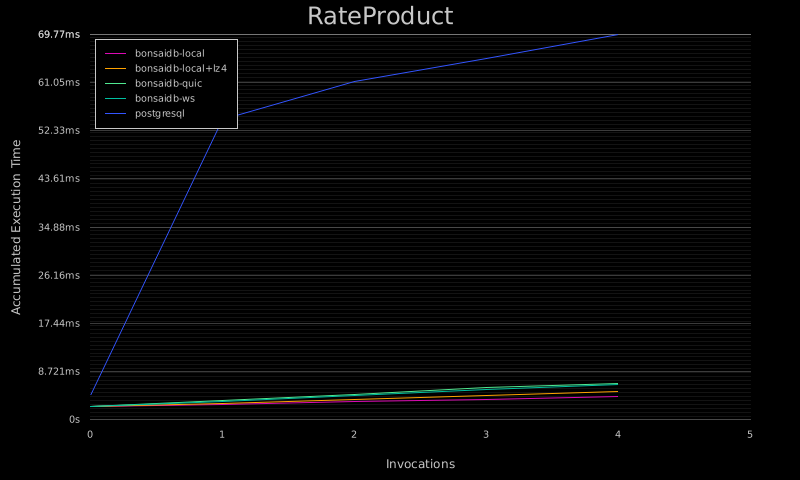 RateProduct
69.77ms
61.05ms
52.33ms
43.61ms
34.88ms
26.16ms
17.44ms
8.721ms
0s
Accumulated Execution Time
bonsaidb-local
bonsaidb-local+lz4
bonsaidb-quic
bonsaidb-ws
postgresql
0 1 2 3 4 5
Invocations